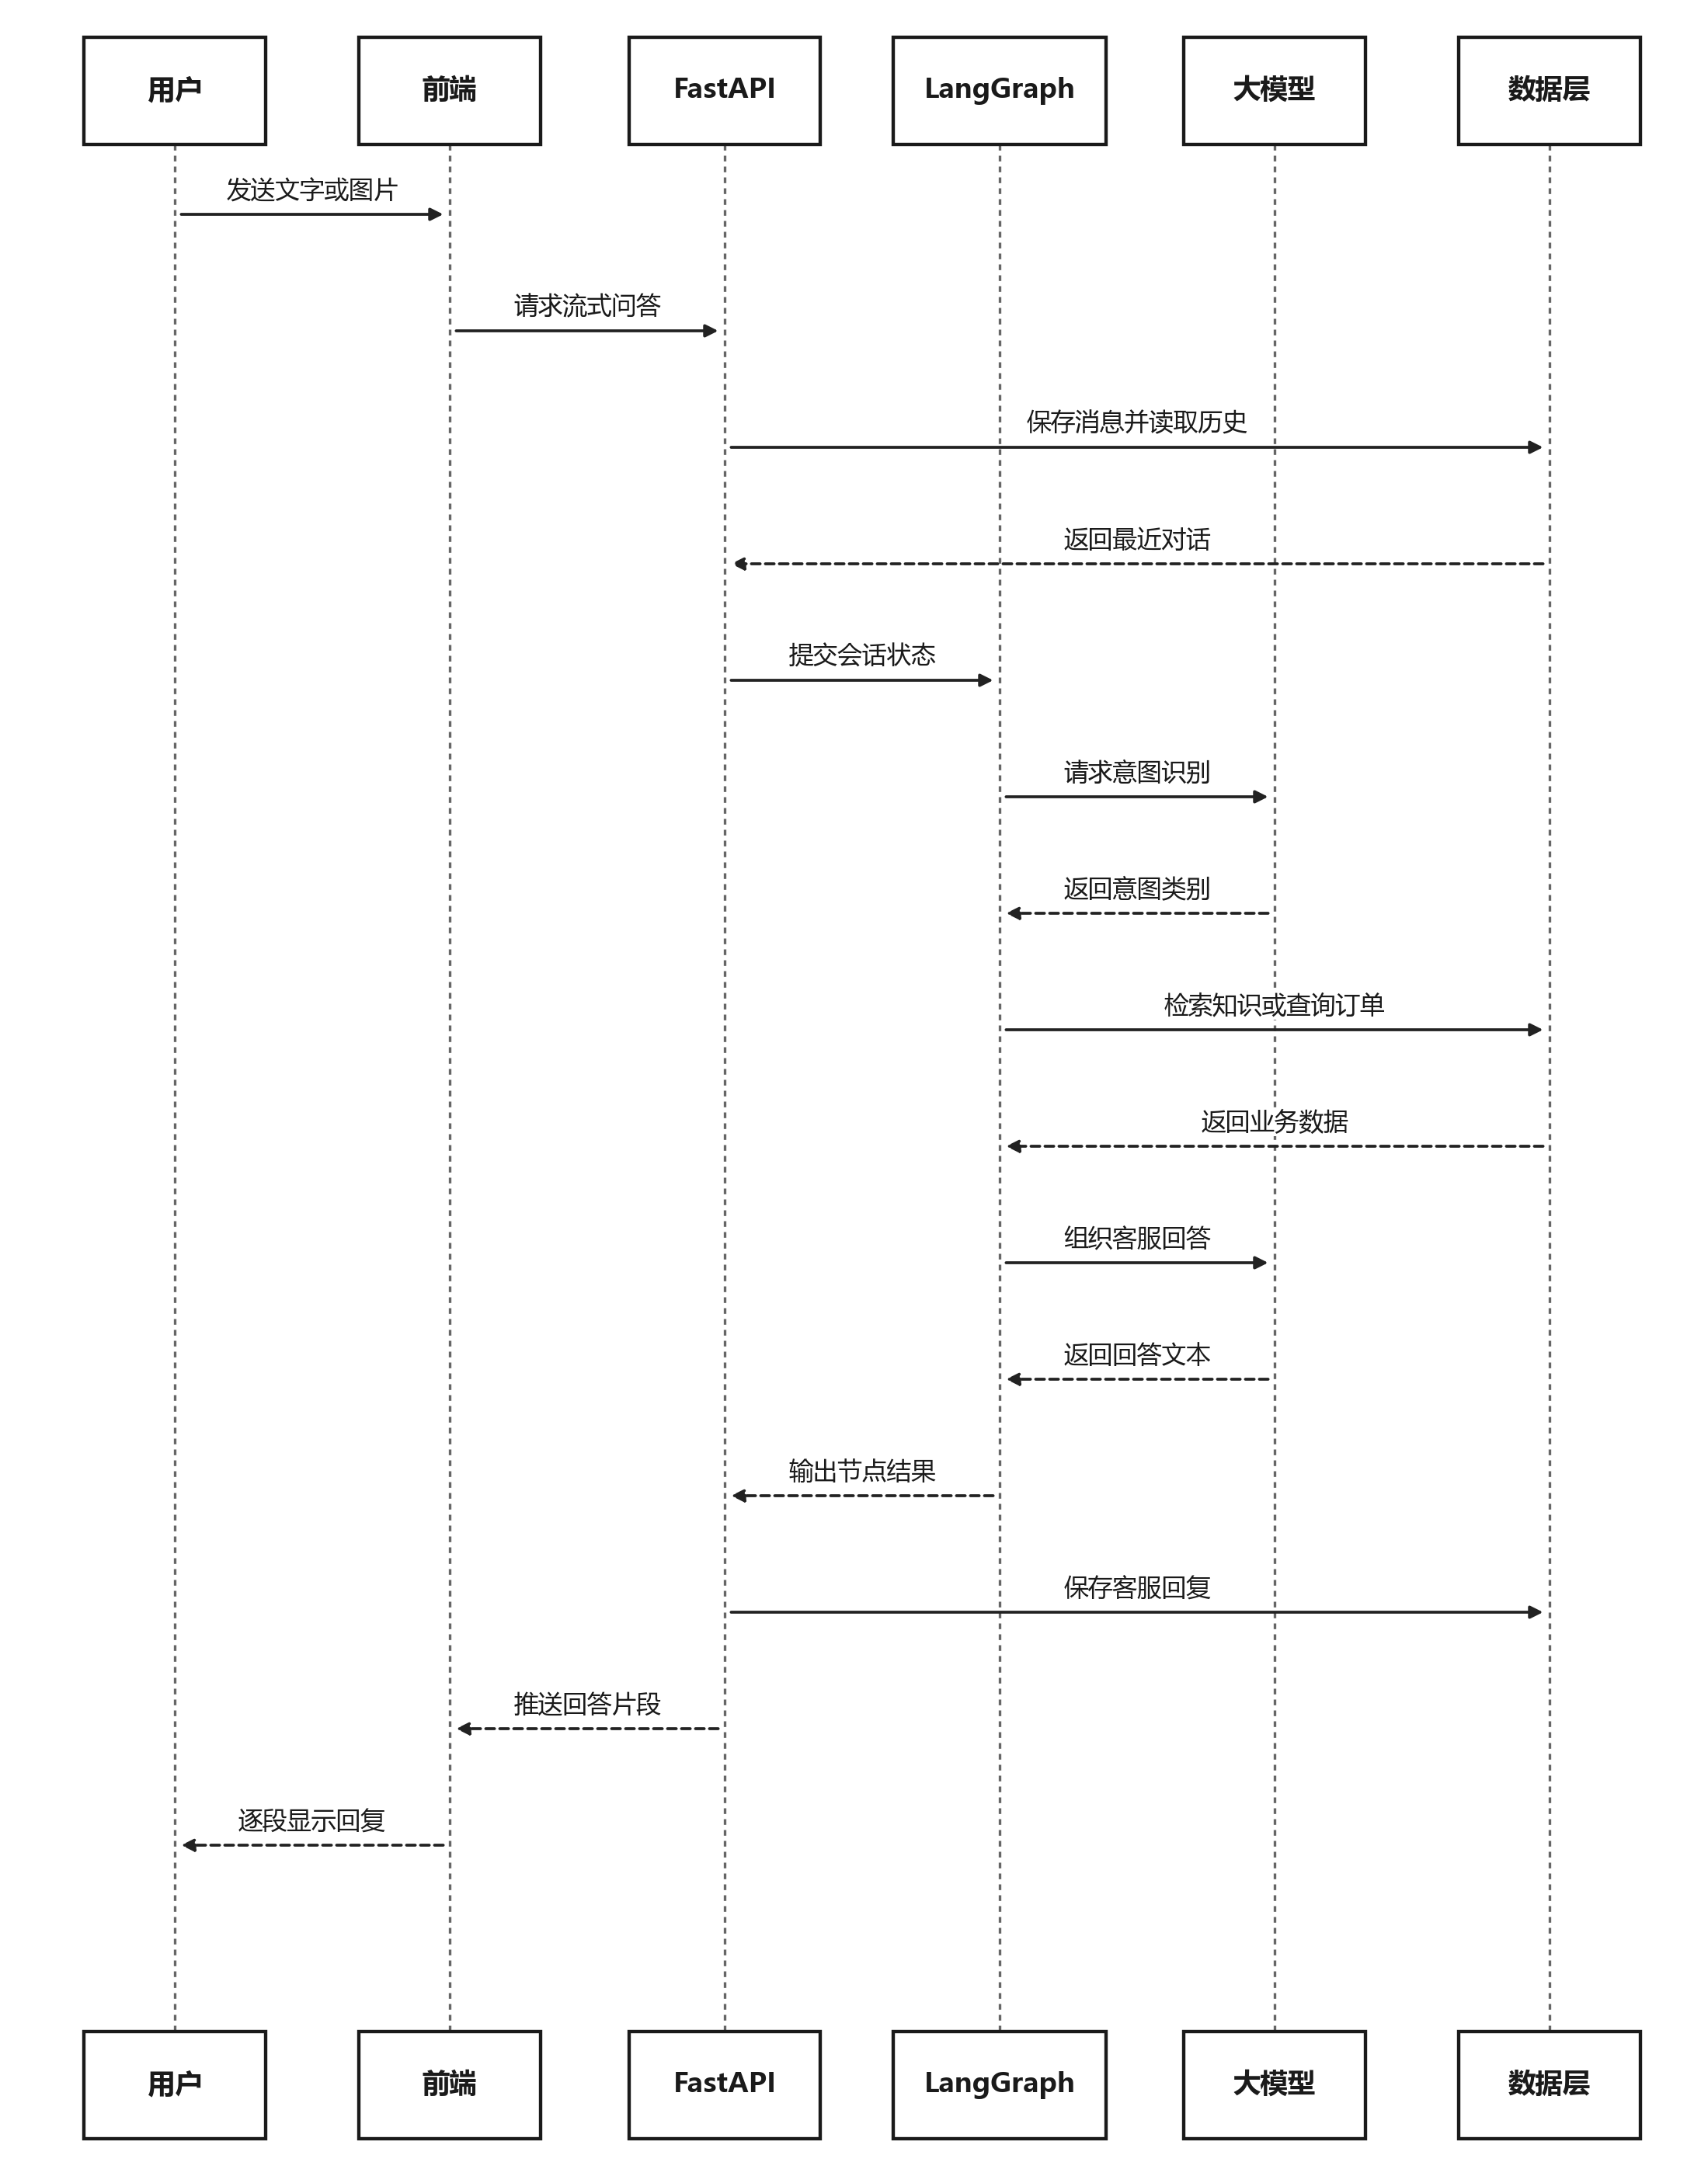 用户
前端
FastAPI
LangGraph
大模型
数据层
发送文字或图片
请求流式问答
保存消息并读取历史
返回最近对话
提交会话状态
请求意图识别
返回意图类别
检索知识或查询订单
返回业务数据
组织客服回答
返回回答文本
输出节点结果
保存客服回复
推送回答片段
逐段显示回复
用户
前端
FastAPI
LangGraph
大模型
数据层